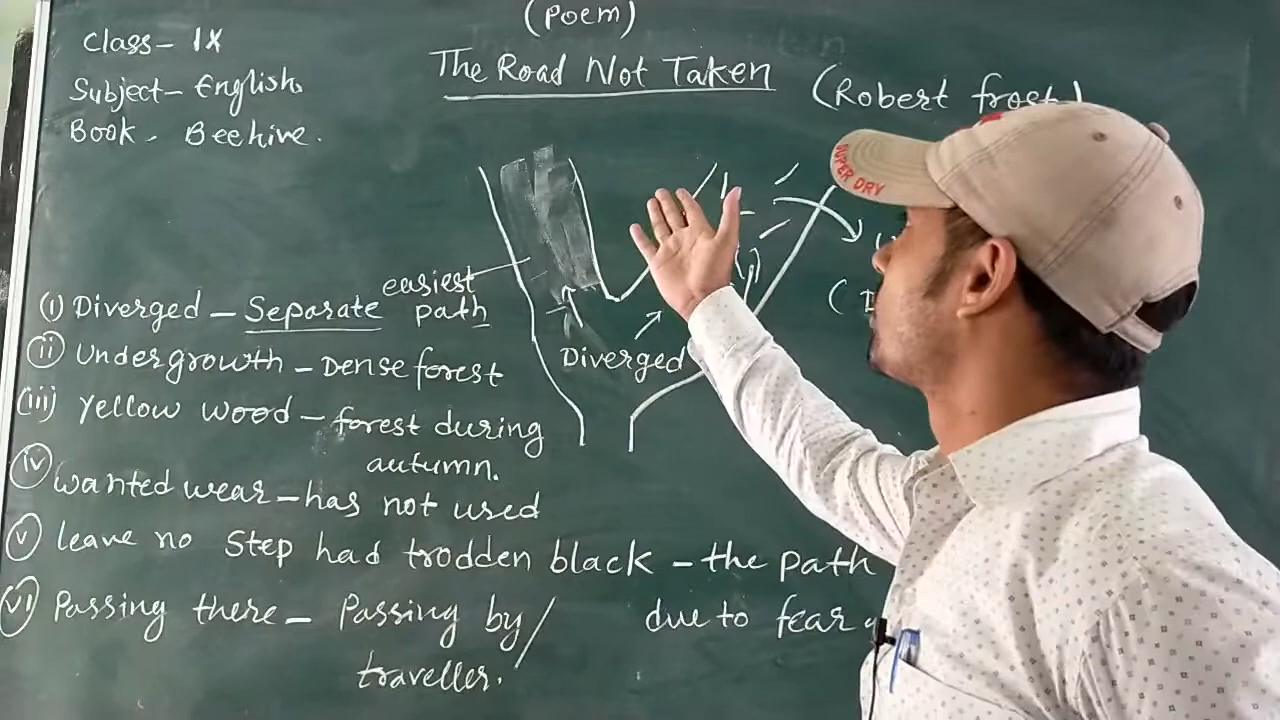 (Poem)
Class - IX
The Road Not Taken (Robert frost)
Subject - English
Book - Beehive.
easiest
(i) Diverged - Separate path
(ii) Undergrowth - Dense forest
Diverged
(iii) Yellow wood - forest during
autumn.
(iv) wanted wear - has not used
(v) leave no step had trodden black - the path
(vi) Passing there - Passing by/
due to fear
traveller.
SUPER DRY